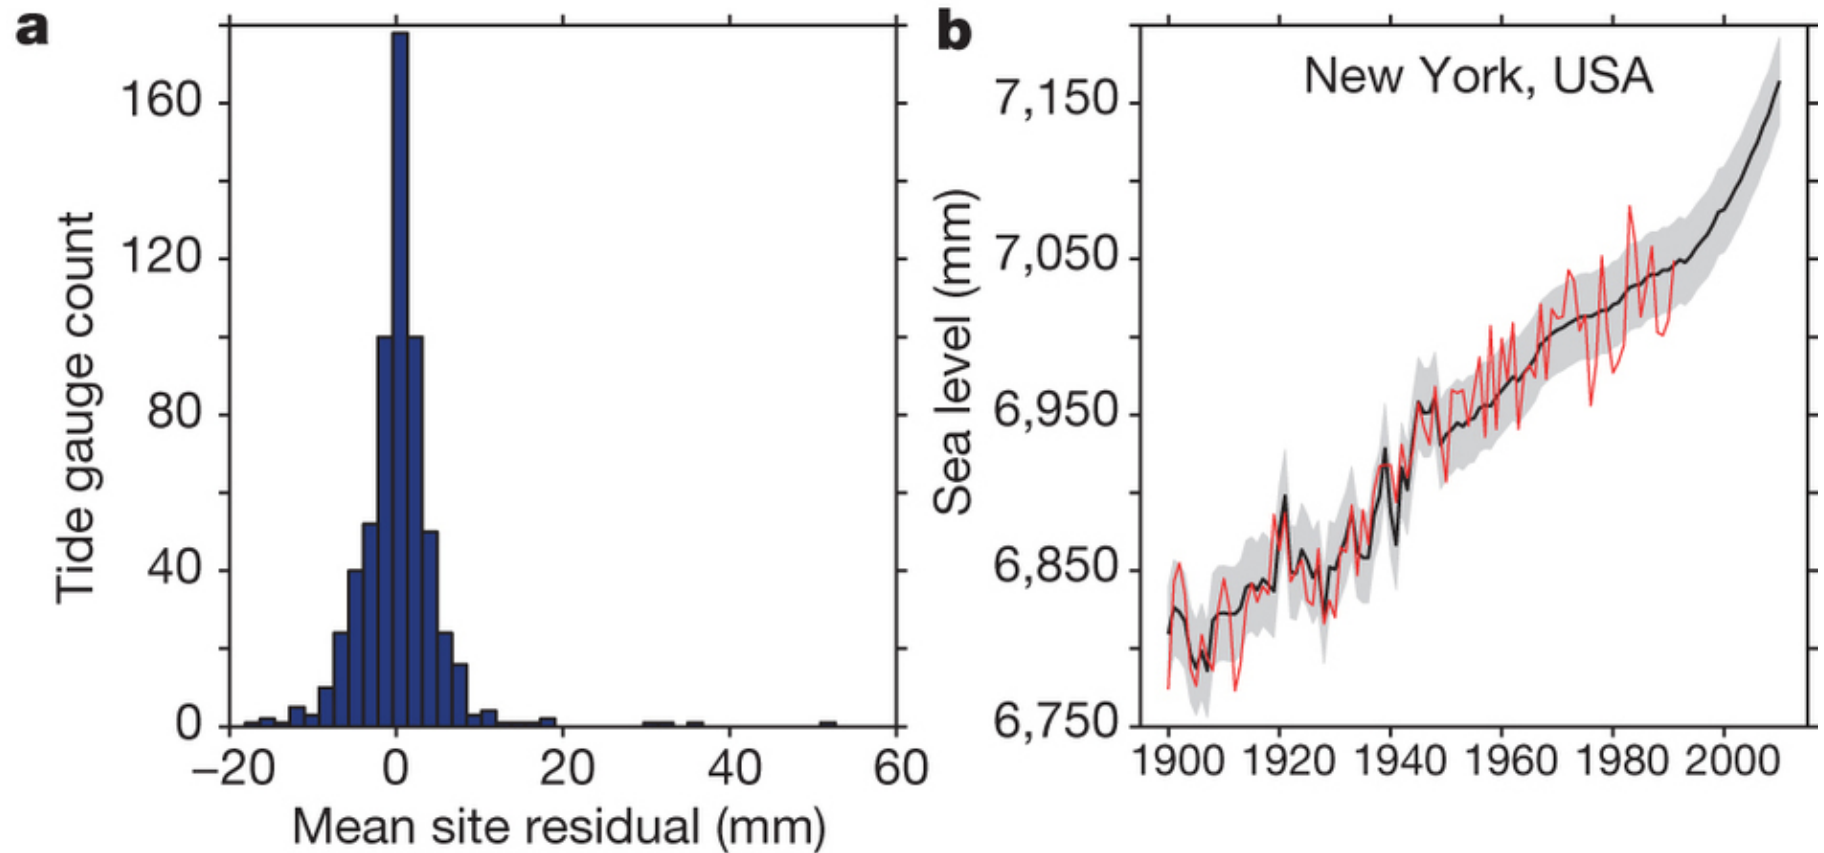 a
160
120
80
40
0
Tide gauge count
–20 0 20 40 60
Mean site residual (mm)
b
New York, USA
7,150
7,050
6,950
6,850
6,750
Sea level (mm)
1900 1920 1940 1960 1980 2000